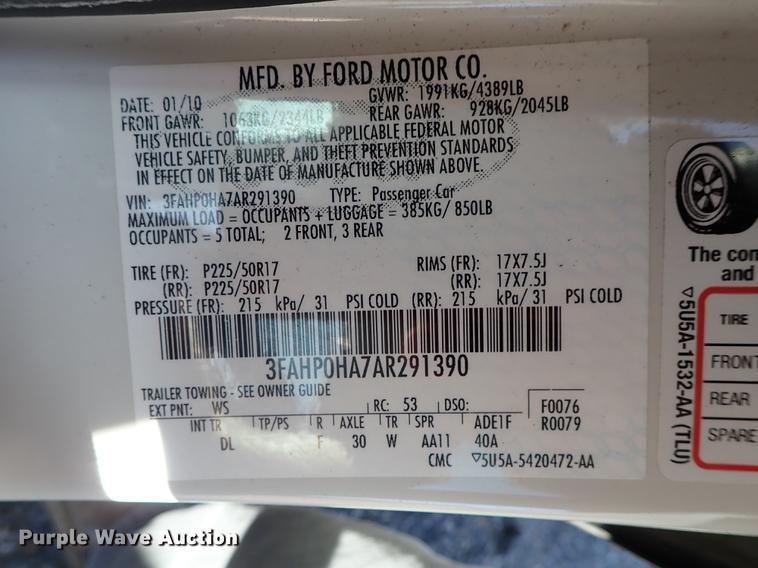 MFD. BY FORD MOTOR CO.
DATE: 01/10 GVWR: 1991KG/4389LB
FRONT GAWR: 1063KG/2344LB REAR GAWR: 928KG/2045LB
THIS VEHICLE CONFORMS TO ALL APPLICABLE FEDERAL MOTOR
VEHICLE SAFETY, BUMPER, AND THEFT PREVENTION STANDARDS
IN EFFECT ON THE DATE OF MANUFACTURE SHOWN ABOVE.
VIN: 3FAHP0HA7AR291390 TYPE: Passenger Car
MAXIMUM LOAD = OCCUPANTS + LUGGAGE = 385KG/ 850LB
OCCUPANTS = 5 TOTAL; 2 FRONT, 3 REAR
TIRE (FR): P225/50R17 RIMS (FR): 17X7.5J
(RR): P225/50R17 (RR): 17X7.5J
PRESSURE (FR): 215 kPa/ 31 PSI COLD (RR): 215 kPa/ 31 PSI COLD
3FAHP0HA7AR291390
TRAILER TOWING - SEE OWNER GUIDE
EXT PNT: WS RC: 53 DSO: F0076
INT TR TP/PS R AXLE TR SPR ADE1F R0079
DL F 30 W AA11 40A
CMC ▽5U5A-5420472-AA
The con
and
▽5U5A-1532-AA (TLU)
TIRE
FRONT
REAR
SPARE
Purple Wave Auction